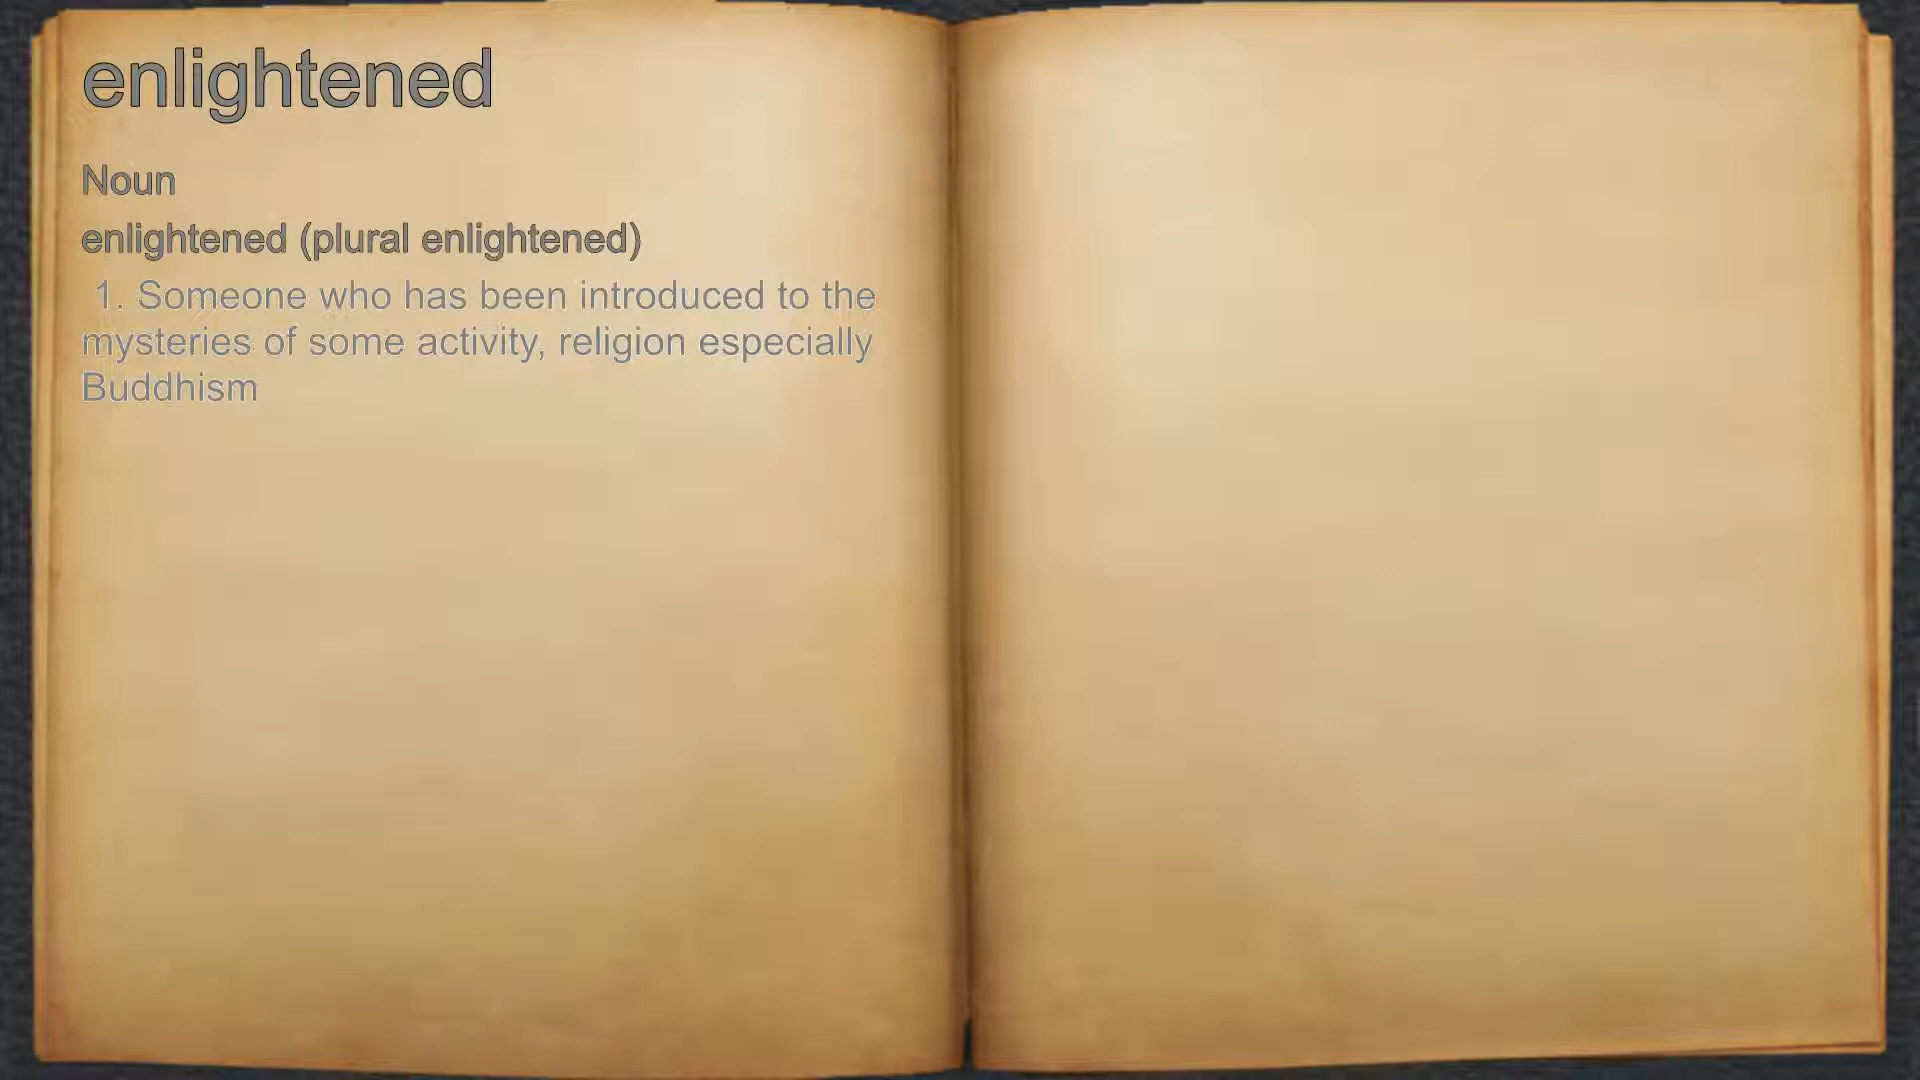 enlightened
Noun
enlightened (plural enlightened)
1. Someone who has been introduced to the
mysteries of some activity, religion especially
Buddhism